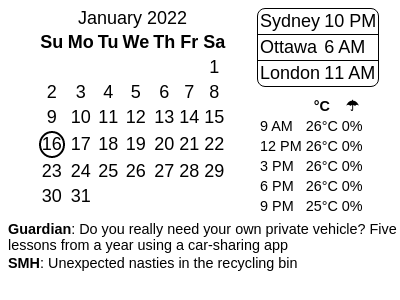 January 2022
Su Mo Tu We Th Fr Sa
1
2 3 4 5 6 7 8
9 10 11 12 13 14 15
16 17 18 19 20 21 22
23 24 25 26 27 28 29
30 31
Sydney 10 PM
Ottawa 6 AM
London 11 AM
°C ☂
9 AM 26°C 0%
12 PM 26°C 0%
3 PM 26°C 0%
6 PM 26°C 0%
9 PM 25°C 0%
Guardian: Do you really need your own private vehicle? Five
lessons from a year using a car-sharing app
SMH: Unexpected nasties in the recycling bin